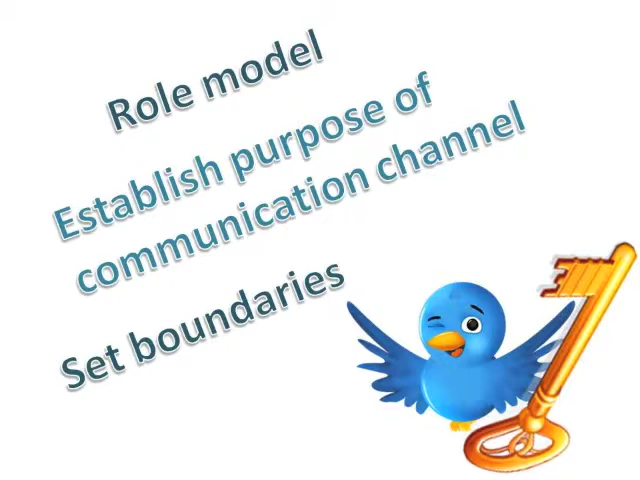 Role model
Establish purpose of
communication channel
Set boundaries